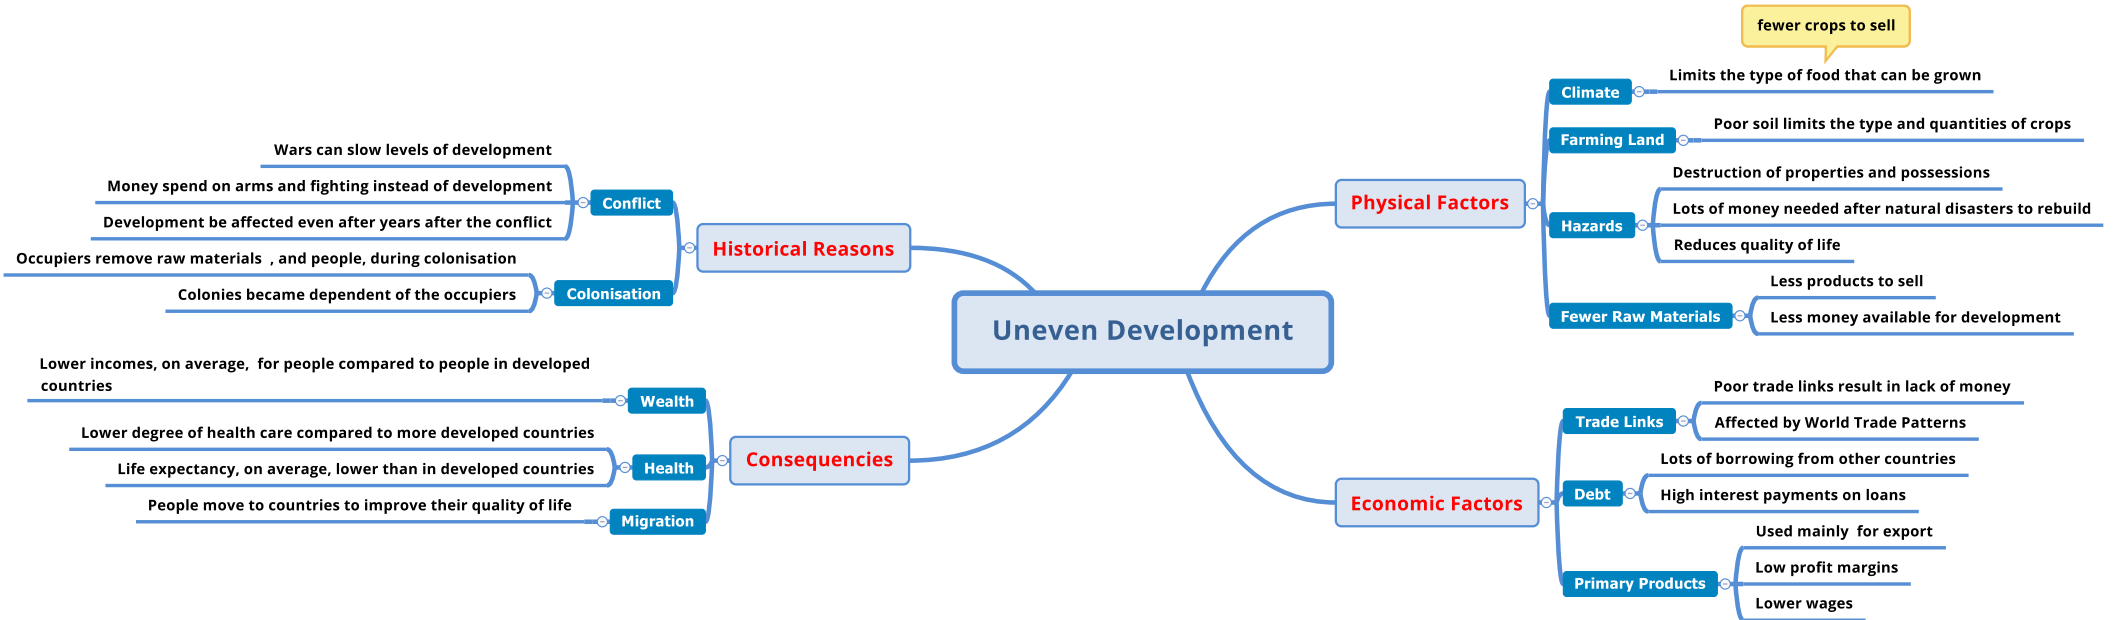 Uneven Development
Physical Factors
Climate
fewer crops to sell
Limits the type of food that can be grown
Farming Land
Poor soil limits the type and quantities of crops
Hazards
Destruction of properties and possessions
Lots of money needed after natural disasters to rebuild
Reduces quality of life
Fewer Raw Materials
Less products to sell
Less money available for development
Economic Factors
Trade Links
Poor trade links result in lack of money
Affected by World Trade Patterns
Debt
Lots of borrowing from other countries
High interest payments on loans
Primary Products
Used mainly  for export
Low profit margins
Lower wages
Historical Reasons
Conflict
Wars can slow levels of development
Money spend on arms and fighting instead of development
Development be affected even after years after the conflict
Colonisation
Occupiers remove raw materials  , and people, during colonisation
Colonies became dependent of the occupiers
Consequencies
Wealth
Lower incomes, on average,  for people compared to people in developed
countries
Health
Lower degree of health care compared to more developed countries
Life expectancy, on average, lower than in developed countries
Migration
People move to countries to improve their quality of life